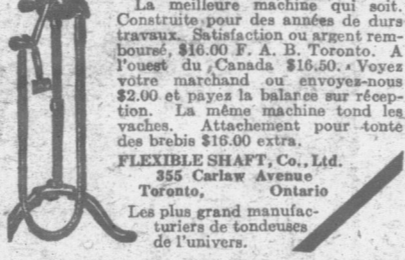 La meilleure machine qui soit.
Construite pour des années de durs
travaux. Satisfaction ou argent rem-
boursé, $16.00 F. A. B. Toronto. A
l'ouest du Canada $16.50. Voyez
vôtre marchand ou envoyez-nous
$2.00 et payez la balance sur récep-
tion. La même machine tond les
vaches. Attachement pour tonte
des brebis $16.00 extra.
FLEXIBLE SHAFT, Co., Ltd.
355 Carlaw Avenue
Toronto, Ontario
Les plus grand manufac-
turiers de tondeuses
de l'univers.